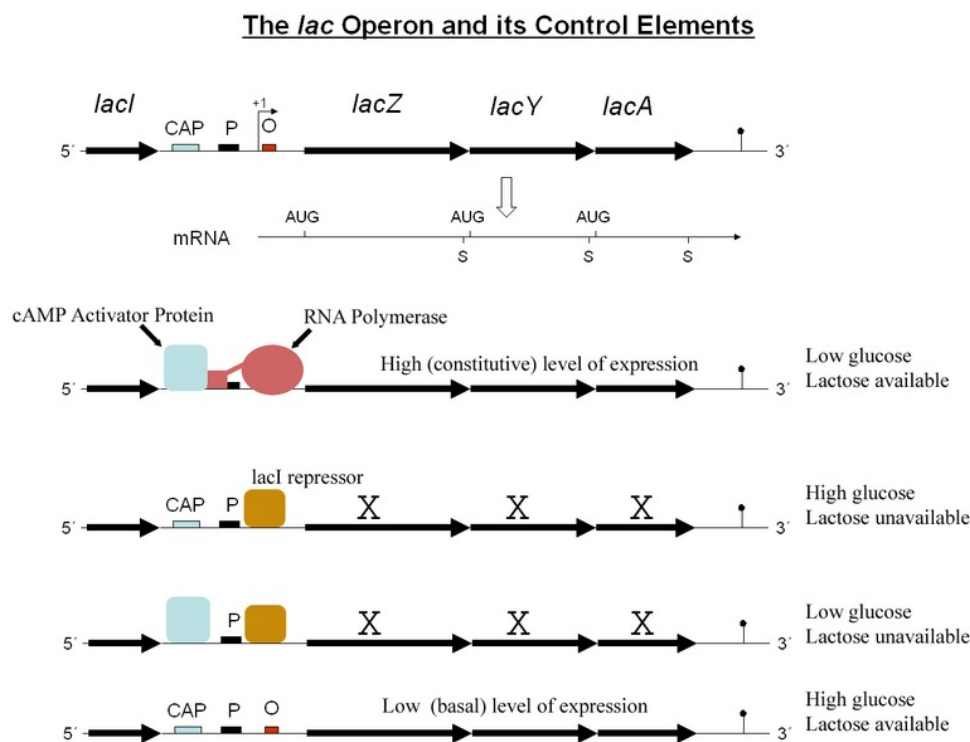 The lac Operon and its Control Elements
lacI lacZ lacY lacA
CAP P +1 O
5´ 3´
AUG AUG AUG
mRNA
S S S
cAMP Activator Protein RNA Polymerase
High (constitutive) level of expression
Low glucose
Lactose available
5´ 3´
lacI repressor
CAP P X X X
High glucose
Lactose unavailable
5´ 3´
P X X X
Low glucose
Lactose unavailable
5´ 3´
CAP P O Low (basal) level of expression
High glucose
Lactose available
5´ 3´